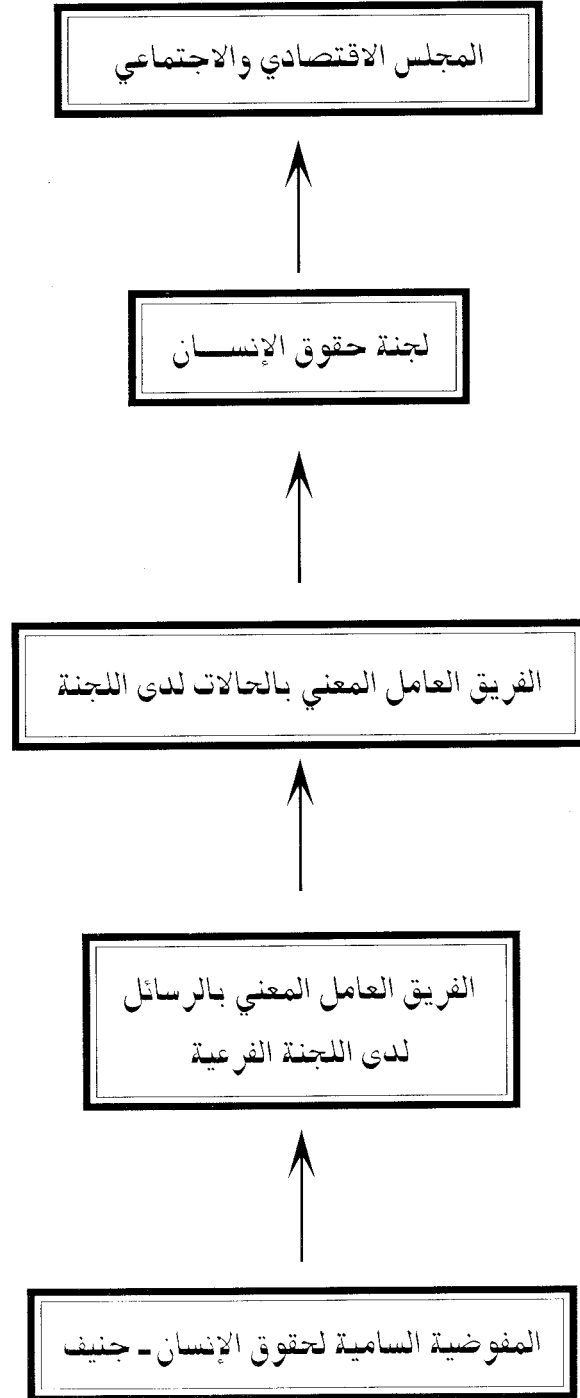 المجلس الاقتصادي والاجتماعي
لجنة حقوق الإنســـان
الفريق العامل المعني بالحالات لدى اللجنة
الفريق العامل المعني بالرسائل
لدى اللجنة الفرعية
المفوضية السامية لحقوق الإنسان ـ جنيف